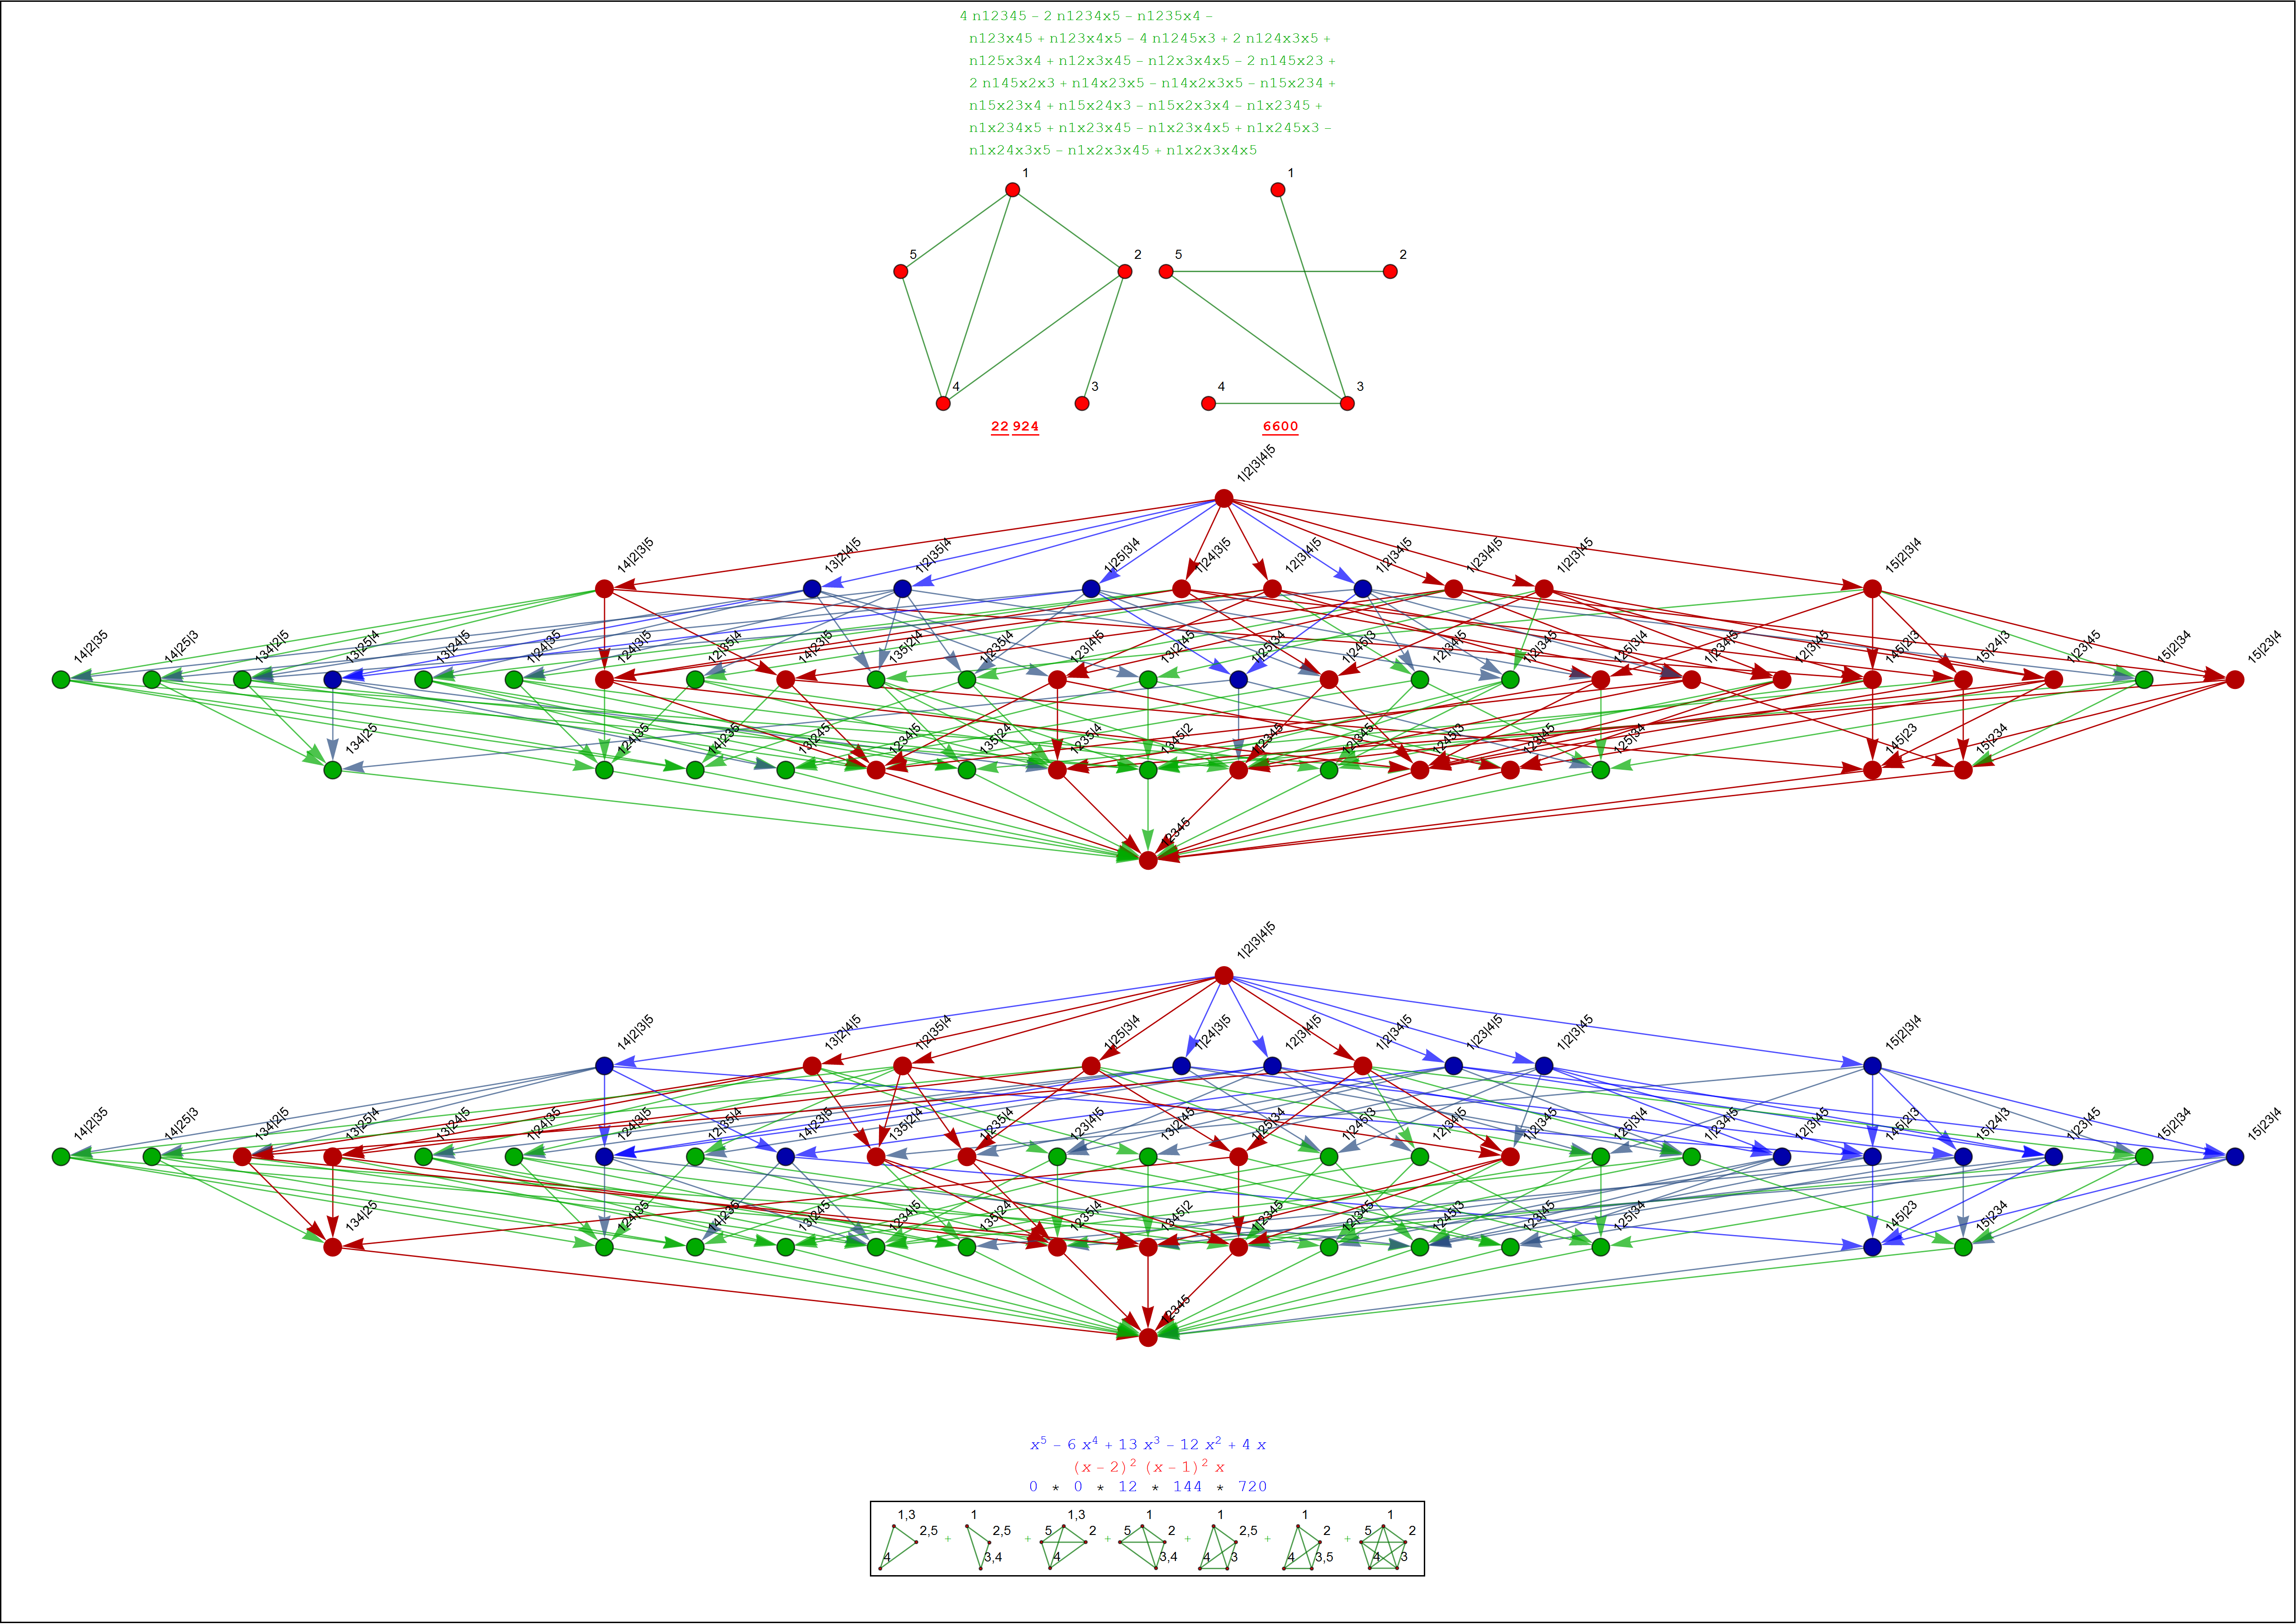 4 n12345 – 2 n1234x5 – n1235x4 –
n123x45 + n123x4x5 – 4 n1245x3 + 2 n124x3x5 +
n125x3x4 + n12x3x45 – n12x3x4x5 – 2 n145x23 +
2 n145x2x3 + n14x23x5 – n14x2x3x5 – n15x234 +
n15x23x4 + n15x24x3 – n15x2x3x4 – n1x2345 +
n1x234x5 + n1x23x45 – n1x23x4x5 + n1x245x3 –
n1x24x3x5 – n1x2x3x45 + n1x2x3x4x5
1 1
5 2 5 2
4 3 4 3
22 924 6600
1|2|3|4|5
14|2|3|5 13|2|4|5 1|2|35|4 1|25|3|4 1|24|3|5 12|3|4|5 1|2|34|5 1|23|4|5 1|2|3|45 15|2|3|4
14|2|35 14|25|3 134|2|5 13|25|4 13|24|5 1|24|35 124|3|5 12|35|4 14|23|5 135|2|4 1|235|4 123|4|5 13|2|45 1|25|34 1|245|3 12|34|5 1|2|345 125|3|4 1|234|5 12|3|45 145|2|3 15|24|3 1|23|45 15|2|34 15|23|4
134|25 124|35 14|235 13|245 1234|5 135|24 1235|4 1345|2 1|2345 12|345 1245|3 123|45 125|34 145|23 15|234
12345
1|2|3|4|5
14|2|3|5 13|2|4|5 1|2|35|4 1|25|3|4 1|24|3|5 12|3|4|5 1|2|34|5 1|23|4|5 1|2|3|45 15|2|3|4
14|2|35 14|25|3 134|2|5 13|25|4 13|24|5 1|24|35 124|3|5 12|35|4 14|23|5 135|2|4 1|235|4 123|4|5 13|2|45 1|25|34 1|245|3 12|34|5 1|2|345 125|3|4 1|234|5 12|3|45 145|2|3 15|24|3 1|23|45 15|2|34 15|23|4
134|25 124|35 14|235 13|245 1234|5 135|24 1235|4 1345|2 1|2345 12|345 1245|3 123|45 125|34 145|23 15|234
12345
x⁵ – 6 x⁴ + 13 x³ – 12 x² + 4 x
(x – 2)² (x – 1)² x
0 * 0 * 12 * 144 * 720
1,3 1 1,3 1 1 1 1
2,5 2,5 5 2 5 2 2,5 2 5 2
+ + + + + +
4 3,4 4 3,4 4 3 4 3,5 4 3